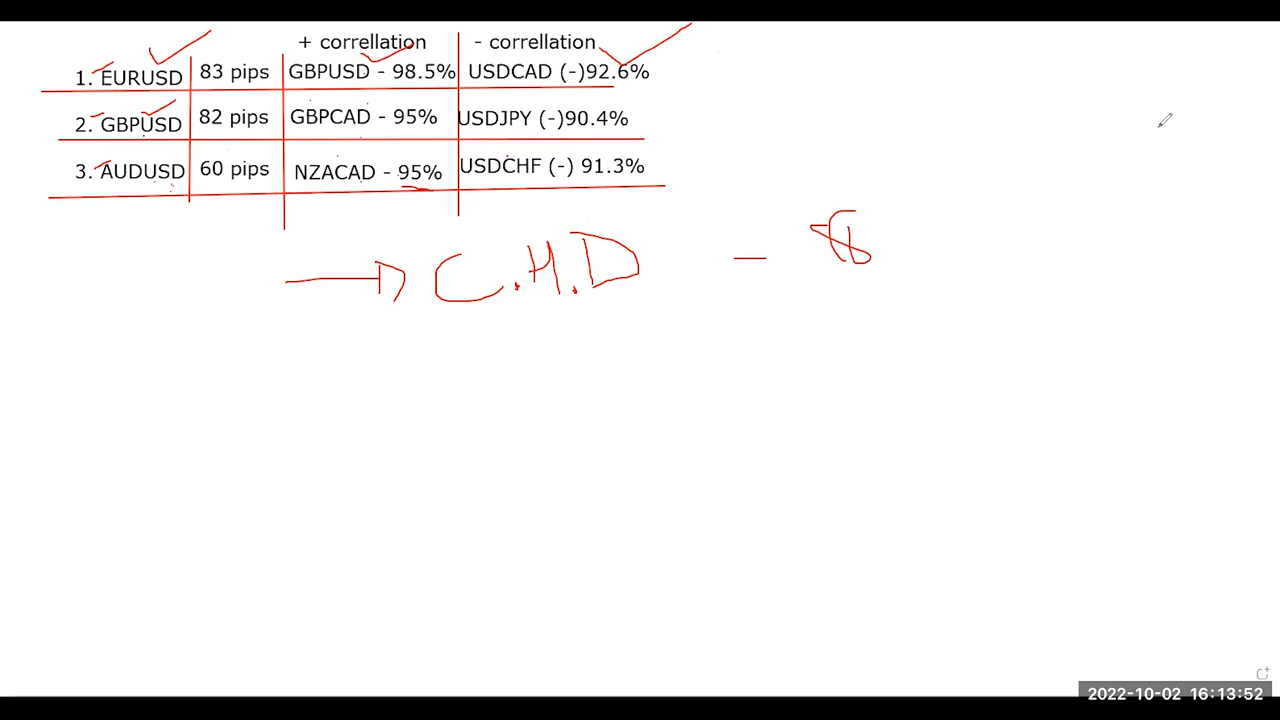 + correllation - correllation
1. EURUSD 83 pips GBPUSD - 98.5% USDCAD (-)92.6%
2. GBPUSD 82 pips GBPCAD - 95% USDJPY (-)90.4%
3. AUDUSD 60 pips NZACAD - 95% USDCHF (-) 91.3%
C.H.D - 8
2022-10-02 16:13:52